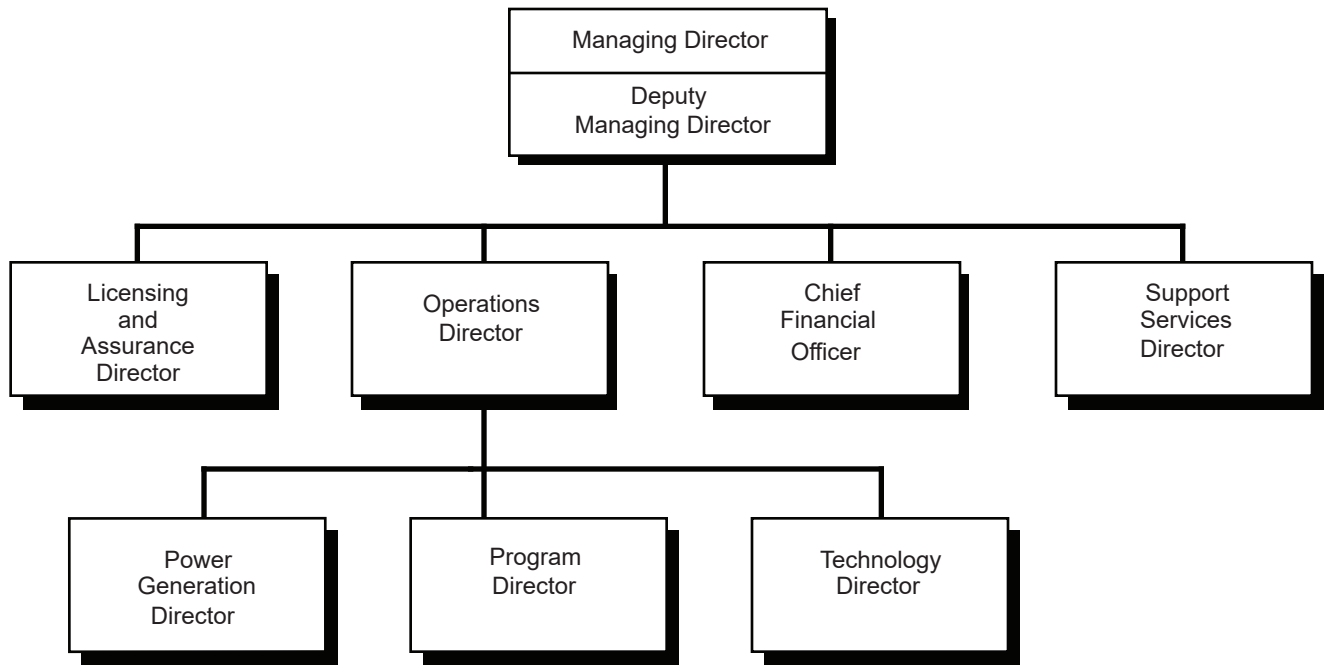 Managing Director
Deputy
Managing Director
Licensing
and
Assurance
Director
Operations
Director
Chief
Financial
Officer
Support
Services
Director
Power
Generation
Director
Program
Director
Technology
Director